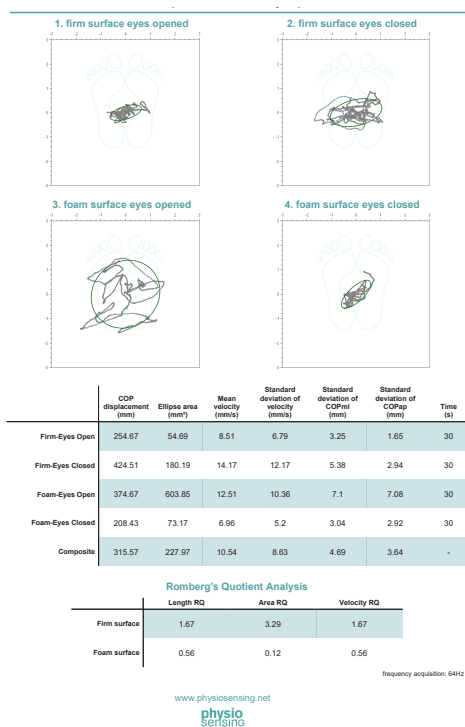 1. firm surface eyes opened
2. firm surface eyes closed
3. foam surface eyes opened
4. foam surface eyes closed
COP displacement (mm) Ellipse area (mm²) Mean velocity (mm/s) Standard deviation of velocity (mm/s) Standard deviation of COPml (mm) Standard deviation of COPap (mm) Time (s)
Firm-Eyes Open 254.67 54.69 8.51 6.79 3.25 1.65 30
Firm-Eyes Closed 424.51 180.19 14.17 12.17 5.38 2.94 30
Foam-Eyes Open 374.67 603.85 12.51 10.36 7.1 7.08 30
Foam-Eyes Closed 208.43 73.17 6.96 5.2 3.04 2.92 30
Composite 315.57 227.97 10.54 8.63 4.69 3.64 -
Romberg's Quotient Analysis
Length RQ Area RQ Velocity RQ
Firm surface 1.67 3.29 1.67
Foam surface 0.56 0.12 0.56
frequency acquisition: 64Hz
www.physiosensing.net
physio
sensing